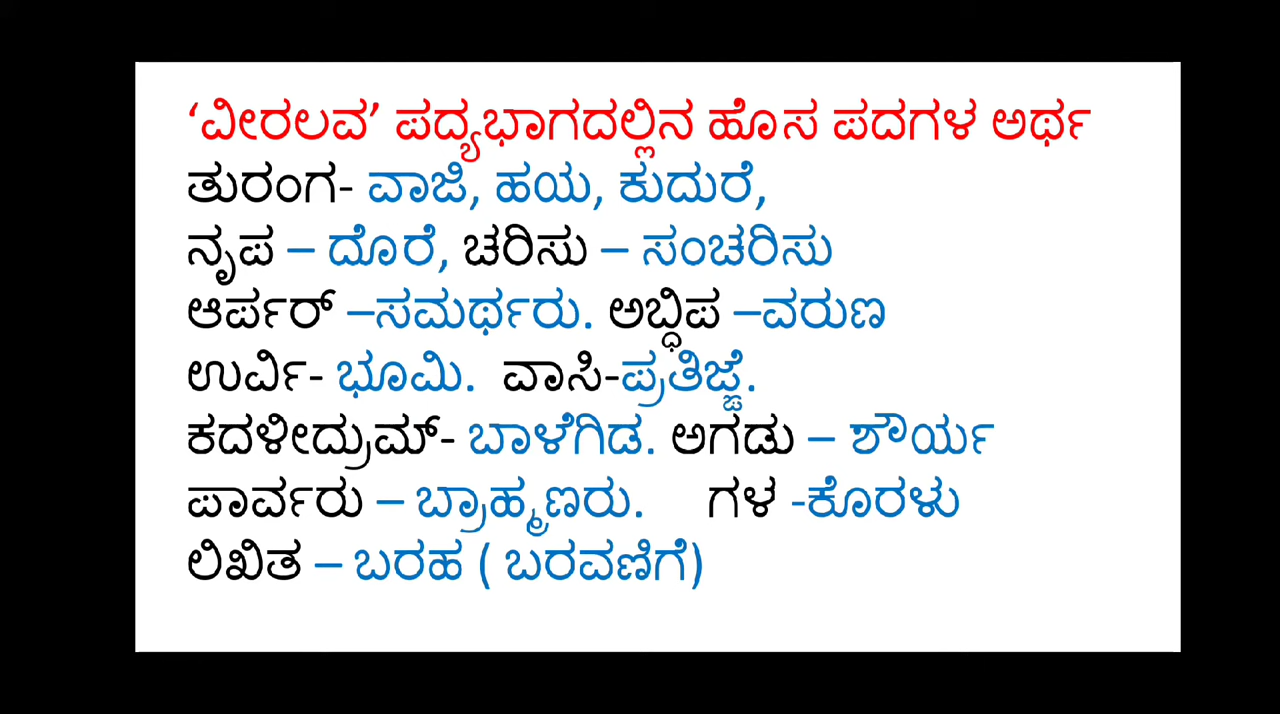 ‘ವೀರಲವ’ ಪದ್ಯಭಾಗದಲ್ಲಿನ ಹೊಸ ಪದಗಳ ಅರ್ಥ
ತುರಂಗ- ವಾಜಿ, ಹಯ, ಕುದುರೆ,
ನೃಪ – ದೊರೆ, ಚರಿಸು – ಸಂಚರಿಸು
ಆರ್ಪರ್ –ಸಮರ್ಥರು. ಅಬ್ಧಿಪ –ವರುಣ
ಉರ್ವಿ- ಭೂಮಿ. ವಾಸಿ-ಪ್ರತಿಜ್ಞೆ.
ಕದಳೀದ್ರುಮ್- ಬಾಳೆಗಿಡ. ಅಗಡು – ಶೌರ್ಯ
ಪಾರ್ವರು – ಬ್ರಾಹ್ಮಣರು. ಗಳ -ಕೊರಳು
ಲಿಖಿತ – ಬರಹ ( ಬರವಣಿಗೆ)